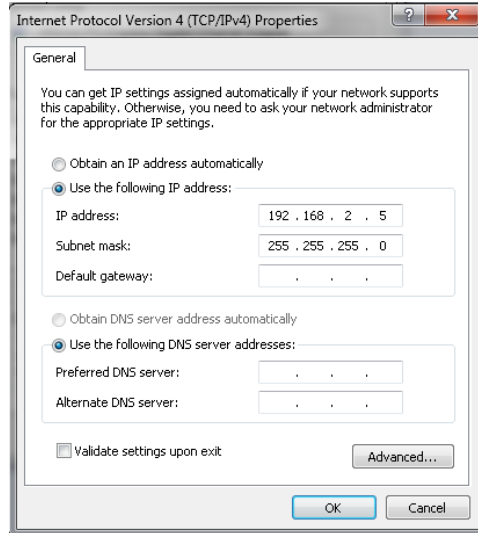 Internet Protocol Version 4 (TCP/IPv4) Properties
?
X
General
You can get IP settings assigned automatically if your network supports
this capability. Otherwise, you need to ask your network administrator
for the appropriate IP settings.
Obtain an IP address automatically
Use the following IP address:
IP address: 192 . 168 . 2 . 5
Subnet mask: 255 . 255 . 255 . 0
Default gateway: . . .
Obtain DNS server address automatically
Use the following DNS server addresses:
Preferred DNS server: . . .
Alternate DNS server: . . .
Validate settings upon exit
Advanced...
OK Cancel